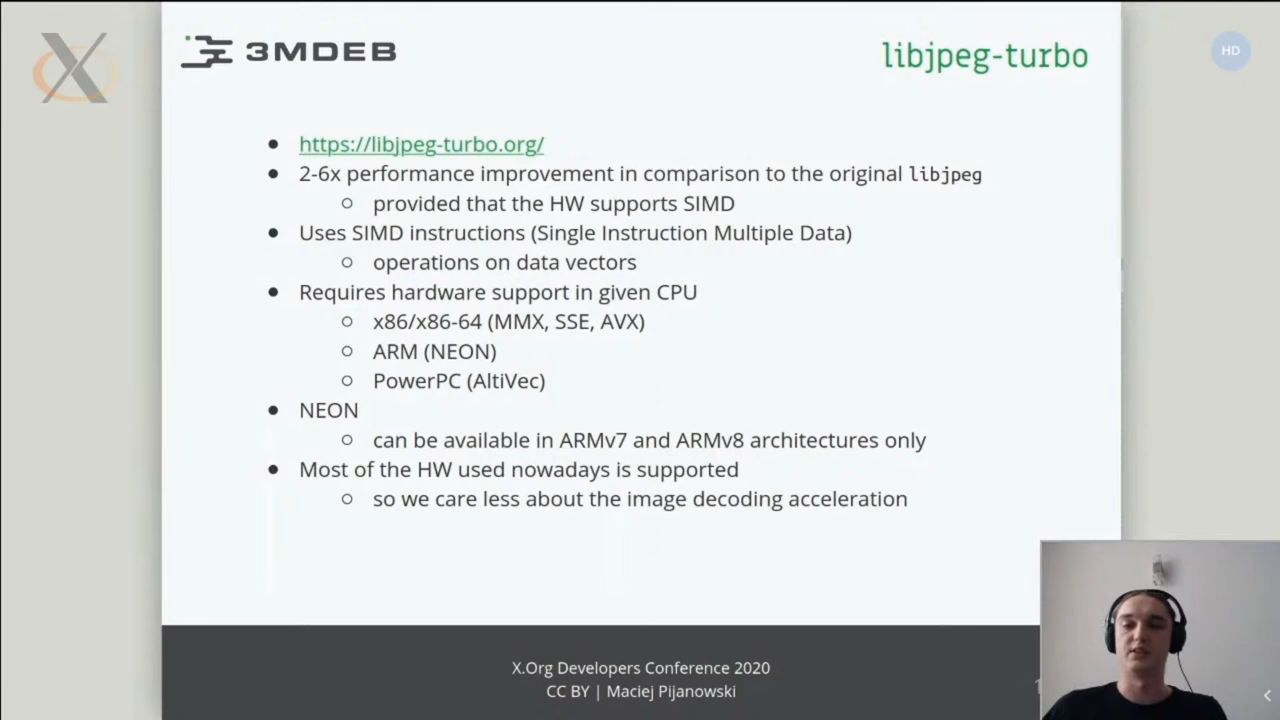 3MDEB
libjpeg-turbo
HD
https://libjpeg-turbo.org/
2-6x performance improvement in comparison to the original libjpeg
provided that the HW supports SIMD
Uses SIMD instructions (Single Instruction Multiple Data)
operations on data vectors
Requires hardware support in given CPU
x86/x86-64 (MMX, SSE, AVX)
ARM (NEON)
PowerPC (AltiVec)
NEON
can be available in ARMv7 and ARMv8 architectures only
Most of the HW used nowadays is supported
so we care less about the image decoding acceleration
X.Org Developers Conference 2020
CC BY | Maciej Pijanowski